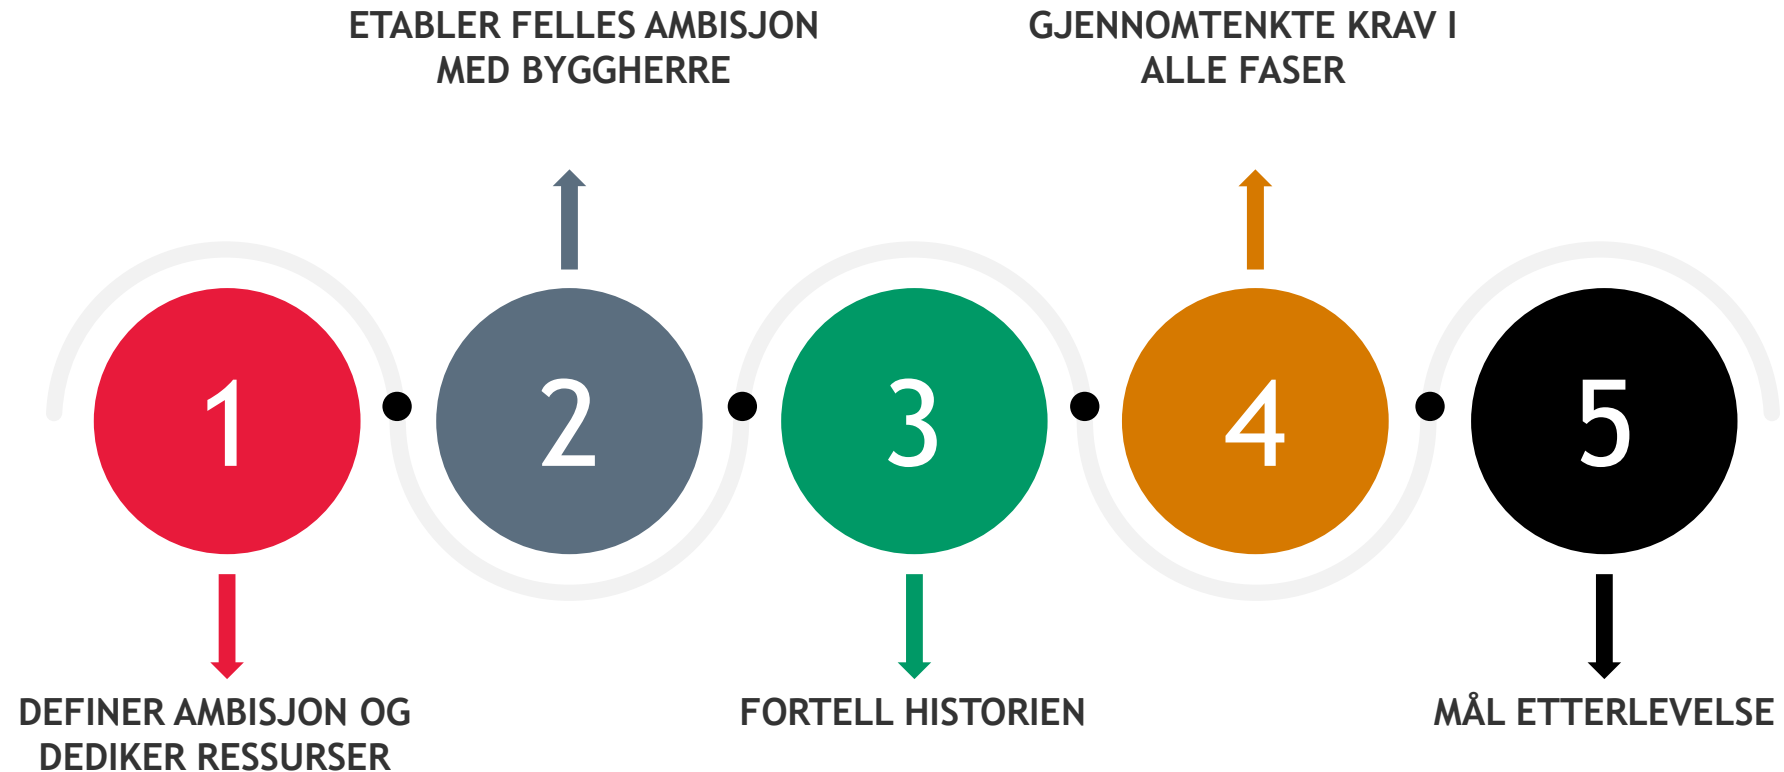 ETABLER FELLES AMBISJON
MED BYGGHERRE
GJENNOMTENKTE KRAV I
ALLE FASER
1
2
3
4
5
DEFINER AMBISJON OG
DEDIKER RESSURSER
FORTELL HISTORIEN
MÅL ETTERLEVELSE